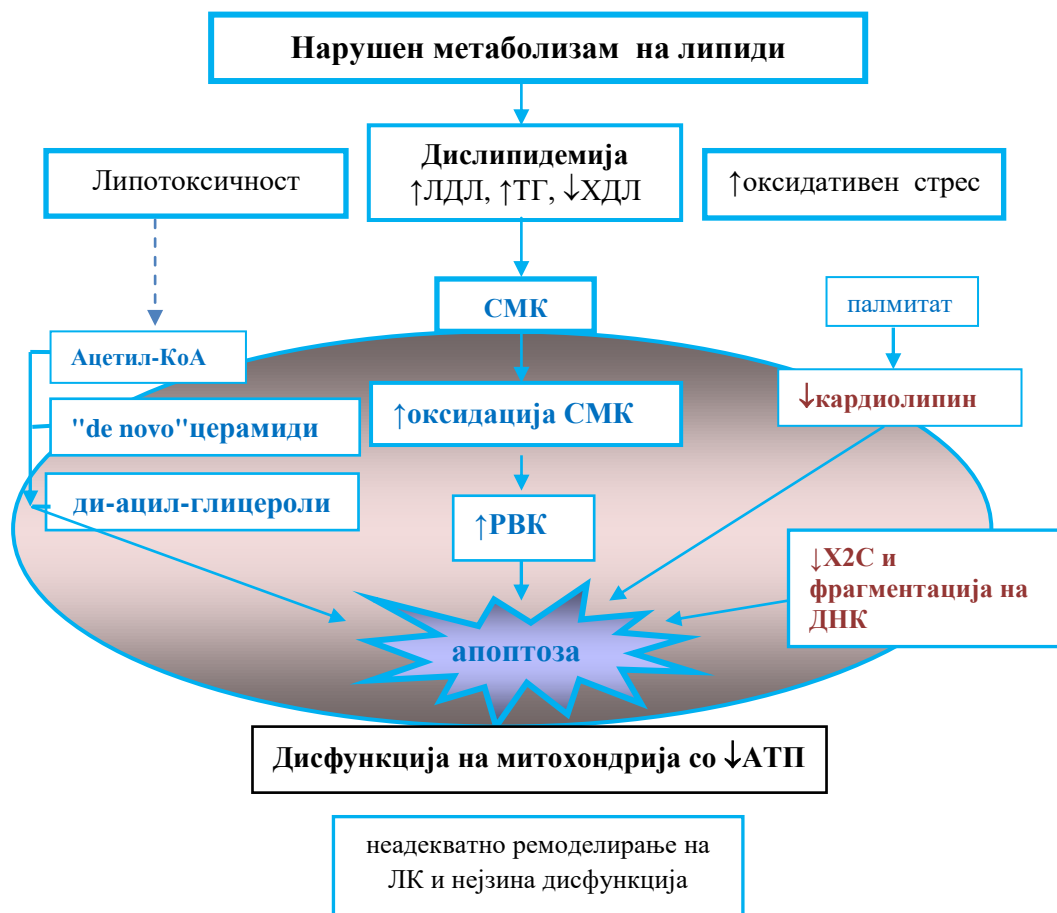 Нарушен метаболизам на липиди
Дислипидемија
↑ЛДЛ, ↑ТГ, ↓ХДЛ
Липотоксичност
↑оксидативен стрес
СМК
палмитат
Ацетил-КоА
↑оксидација СМК
↓кардиолипин
"de novo"церамиди
ди-ацил-глицероли
↑РВК
↓Х2С и
фрагментација на
ДНК
апоптоза
Дисфункција на митохондрија со ↓АТП
неадекватно ремоделирање на
ЛК и нејзина дисфункција